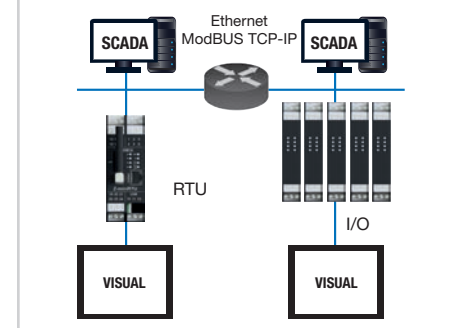 Ethernet
ModBUS TCP-IP
SCADA
SCADA
RTU
I/O
VISUAL
VISUAL